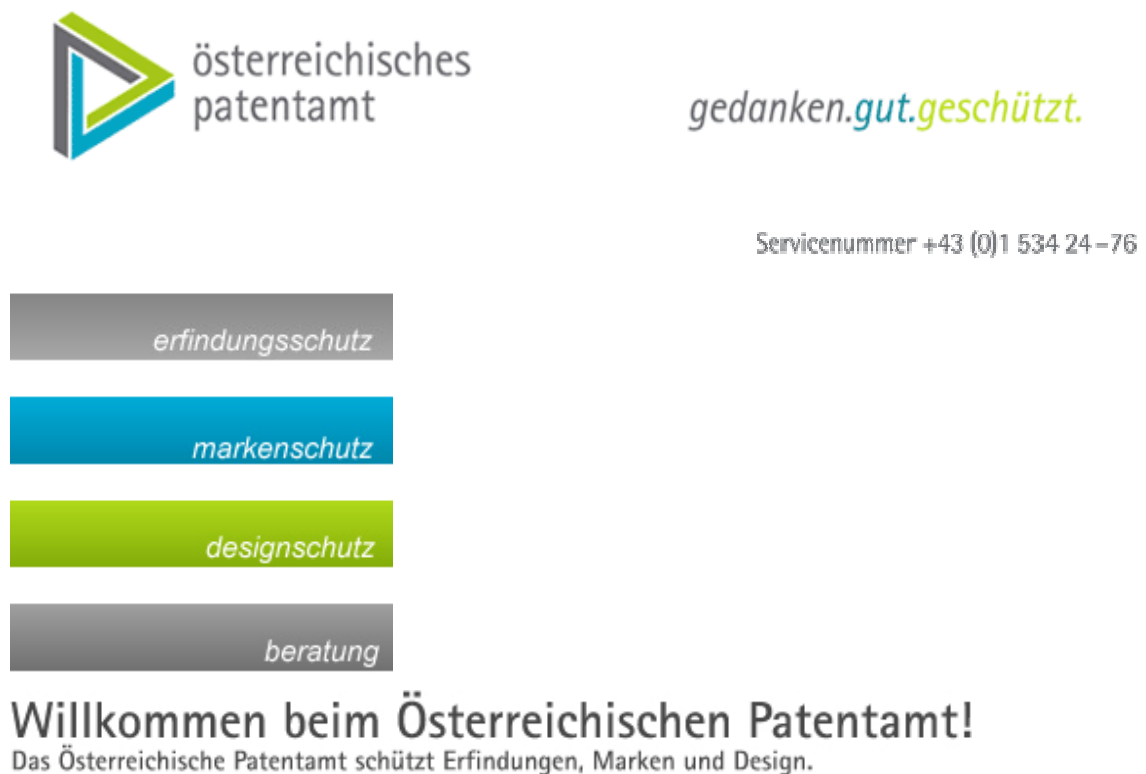 österreichisches
patentamt
gedanken.gut.geschützt.
Servicenummer +43 (0)1 534 24–76
erfindungsschutz
markenschutz
designschutz
beratung
Willkommen beim Österreichischen Patentamt!
Das Österreichische Patentamt schützt Erfindungen, Marken und Design.